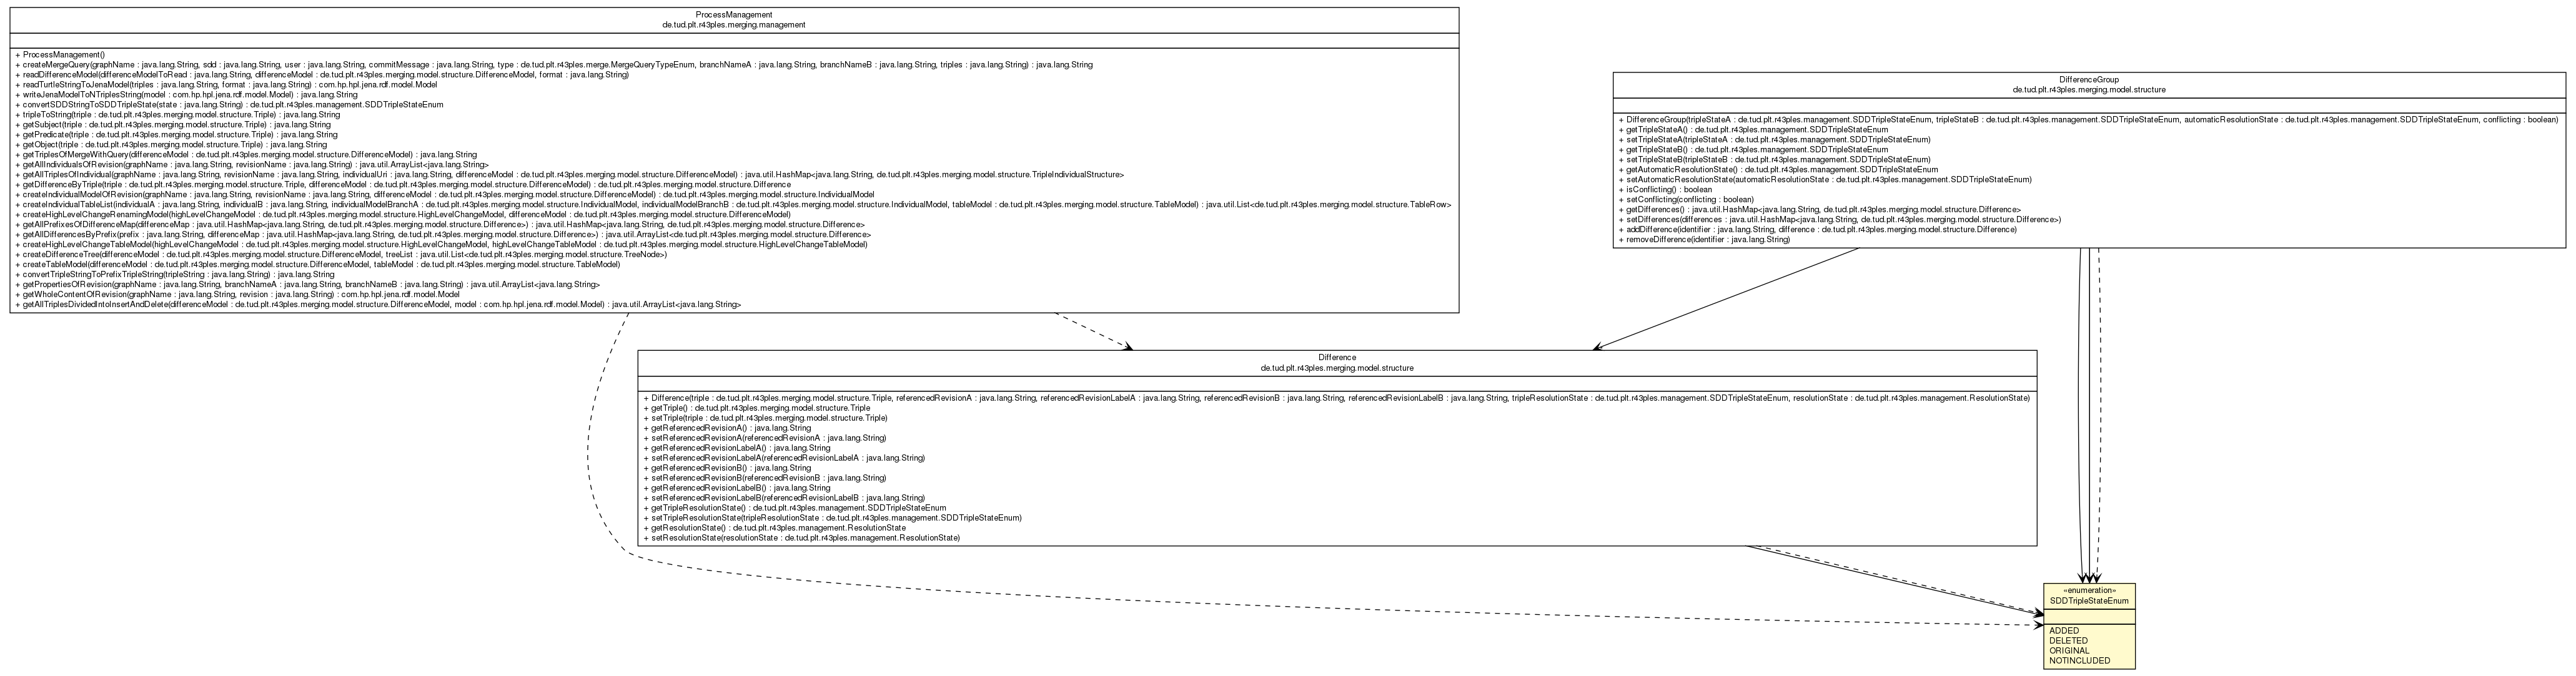 ProcessManagement
de.tud.plt.r43ples.merging.management
+ ProcessManagement()
+ createMergeQuery(graphName : java.lang.String, sdd : java.lang.String, user : java.lang.String, commitMessage : java.lang.String, type : de.tud.plt.r43ples.merge.MergeQueryTypeEnum, branchNameA : java.lang.String, branchNameB : java.lang.String, triples : java.lang.String) : java.lang.String
+ readDifferenceModel(differenceModelToRead : java.lang.String, differenceModel : de.tud.plt.r43ples.merging.model.structure.DifferenceModel, format : java.lang.String)
+ readTurtleStringToJenaModel(triples : java.lang.String, format : java.lang.String) : com.hp.hpl.jena.rdf.model.Model
+ writeJenaModelToNTriplesString(model : com.hp.hpl.jena.rdf.model.Model) : java.lang.String
+ convertSDDStringToSDDTripleState(state : java.lang.String) : de.tud.plt.r43ples.management.SDDTripleStateEnum
+ tripleToString(triple : de.tud.plt.r43ples.merging.model.structure.Triple) : java.lang.String
+ getSubject(triple : de.tud.plt.r43ples.merging.model.structure.Triple) : java.lang.String
+ getPredicate(triple : de.tud.plt.r43ples.merging.model.structure.Triple) : java.lang.String
+ getObject(triple : de.tud.plt.r43ples.merging.model.structure.Triple) : java.lang.String
+ getTriplesOfMergeWithQuery(differenceModel : de.tud.plt.r43ples.merging.model.structure.DifferenceModel) : java.lang.String
+ getAllIndividualsOfRevision(graphName : java.lang.String, revisionName : java.lang.String) : java.util.ArrayList<java.lang.String>
+ getAllTriplesOfIndividual(graphName : java.lang.String, revisionName : java.lang.String, individualUri : java.lang.String, differenceModel : de.tud.plt.r43ples.merging.model.structure.DifferenceModel) : java.util.HashMap<java.lang.String, de.tud.plt.r43ples.merging.model.structure.TripleIndividualStructure>
+ getDifferenceByTriple(triple : de.tud.plt.r43ples.merging.model.structure.Triple, differenceModel : de.tud.plt.r43ples.merging.model.structure.DifferenceModel) : de.tud.plt.r43ples.merging.model.structure.Difference
+ createIndividualModelOfRevision(graphName : java.lang.String, revisionName : java.lang.String, differenceModel : de.tud.plt.r43ples.merging.model.structure.DifferenceModel) : de.tud.plt.r43ples.merging.model.structure.IndividualModel
+ createIndividualTableList(individualA : java.lang.String, individualB : java.lang.String, individualModelBranchA : de.tud.plt.r43ples.merging.model.structure.IndividualModel, individualModelBranchB : de.tud.plt.r43ples.merging.model.structure.IndividualModel, tableModel : de.tud.plt.r43ples.merging.model.structure.TableModel) : java.util.List<de.tud.plt.r43ples.merging.model.structure.TableRow>
+ createHighLevelChangeRenamingModel(highLevelChangeModel : de.tud.plt.r43ples.merging.model.structure.HighLevelChangeModel, differenceModel : de.tud.plt.r43ples.merging.model.structure.DifferenceModel)
+ getAllPrefixesOfDifferenceMap(differenceMap : java.util.HashMap<java.lang.String, de.tud.plt.r43ples.merging.model.structure.Difference>) : java.util.HashMap<java.lang.String, de.tud.plt.r43ples.merging.model.structure.Difference>
+ getAllDifferencesByPrefix(prefix : java.lang.String, differenceMap : java.util.HashMap<java.lang.String, de.tud.plt.r43ples.merging.model.structure.Difference>) : java.util.ArrayList<de.tud.plt.r43ples.merging.model.structure.Difference>
+ createHighLevelChangeTableModel(highLevelChangeModel : de.tud.plt.r43ples.merging.model.structure.HighLevelChangeModel, highLevelChangeTableModel : de.tud.plt.r43ples.merging.model.structure.HighLevelChangeTableModel)
+ createDifferenceTree(differenceModel : de.tud.plt.r43ples.merging.model.structure.DifferenceModel, treeList : java.util.List<de.tud.plt.r43ples.merging.model.structure.TreeNode>)
+ createTableModel(differenceModel : de.tud.plt.r43ples.merging.model.structure.DifferenceModel, tableModel : de.tud.plt.r43ples.merging.model.structure.TableModel)
+ convertTripleStringToPrefixTripleString(tripleString : java.lang.String) : java.lang.String
+ getPropertiesOfRevision(graphName : java.lang.String, branchNameA : java.lang.String, branchNameB : java.lang.String) : java.util.ArrayList<java.lang.String>
+ getWholeContentOfRevision(graphName : java.lang.String, revision : java.lang.String) : com.hp.hpl.jena.rdf.model.Model
+ getAllTriplesDividedIntoInsertAndDelete(differenceModel : de.tud.plt.r43ples.merging.model.structure.DifferenceModel, model : com.hp.hpl.jena.rdf.model.Model) : java.util.ArrayList<java.lang.String>
DifferenceGroup
de.tud.plt.r43ples.merging.model.structure
+ DifferenceGroup(tripleStateA : de.tud.plt.r43ples.management.SDDTripleStateEnum, tripleStateB : de.tud.plt.r43ples.management.SDDTripleStateEnum, automaticResolutionState : de.tud.plt.r43ples.management.SDDTripleStateEnum, conflicting : boolean)
+ getTripleStateA() : de.tud.plt.r43ples.management.SDDTripleStateEnum
+ setTripleStateA(tripleStateA : de.tud.plt.r43ples.management.SDDTripleStateEnum)
+ getTripleStateB() : de.tud.plt.r43ples.management.SDDTripleStateEnum
+ setTripleStateB(tripleStateB : de.tud.plt.r43ples.management.SDDTripleStateEnum)
+ getAutomaticResolutionState() : de.tud.plt.r43ples.management.SDDTripleStateEnum
+ setAutomaticResolutionState(automaticResolutionState : de.tud.plt.r43ples.management.SDDTripleStateEnum)
+ isConflicting() : boolean
+ setConflicting(conflicting : boolean)
+ getDifferences() : java.util.HashMap<java.lang.String, de.tud.plt.r43ples.merging.model.structure.Difference>
+ setDifferences(differences : java.util.HashMap<java.lang.String, de.tud.plt.r43ples.merging.model.structure.Difference>)
+ addDifference(identifier : java.lang.String, difference : de.tud.plt.r43ples.merging.model.structure.Difference)
+ removeDifference(identifier : java.lang.String)
Difference
de.tud.plt.r43ples.merging.model.structure
+ Difference(triple : de.tud.plt.r43ples.merging.model.structure.Triple, referencedRevisionA : java.lang.String, referencedRevisionLabelA : java.lang.String, referencedRevisionB : java.lang.String, referencedRevisionLabelB : java.lang.String, tripleResolutionState : de.tud.plt.r43ples.management.SDDTripleStateEnum, resolutionState : de.tud.plt.r43ples.management.ResolutionState)
+ getTriple() : de.tud.plt.r43ples.merging.model.structure.Triple
+ setTriple(triple : de.tud.plt.r43ples.merging.model.structure.Triple)
+ getReferencedRevisionA() : java.lang.String
+ setReferencedRevisionA(referencedRevisionA : java.lang.String)
+ getReferencedRevisionLabelA() : java.lang.String
+ setReferencedRevisionLabelA(referencedRevisionLabelA : java.lang.String)
+ getReferencedRevisionB() : java.lang.String
+ setReferencedRevisionB(referencedRevisionB : java.lang.String)
+ getReferencedRevisionLabelB() : java.lang.String
+ setReferencedRevisionLabelB(referencedRevisionLabelB : java.lang.String)
+ getTripleResolutionState() : de.tud.plt.r43ples.management.SDDTripleStateEnum
+ setTripleResolutionState(tripleResolutionState : de.tud.plt.r43ples.management.SDDTripleStateEnum)
+ getResolutionState() : de.tud.plt.r43ples.management.ResolutionState
+ setResolutionState(resolutionState : de.tud.plt.r43ples.management.ResolutionState)
«enumeration»
SDDTripleStateEnum
ADDED
DELETED
ORIGINAL
NOTINCLUDED